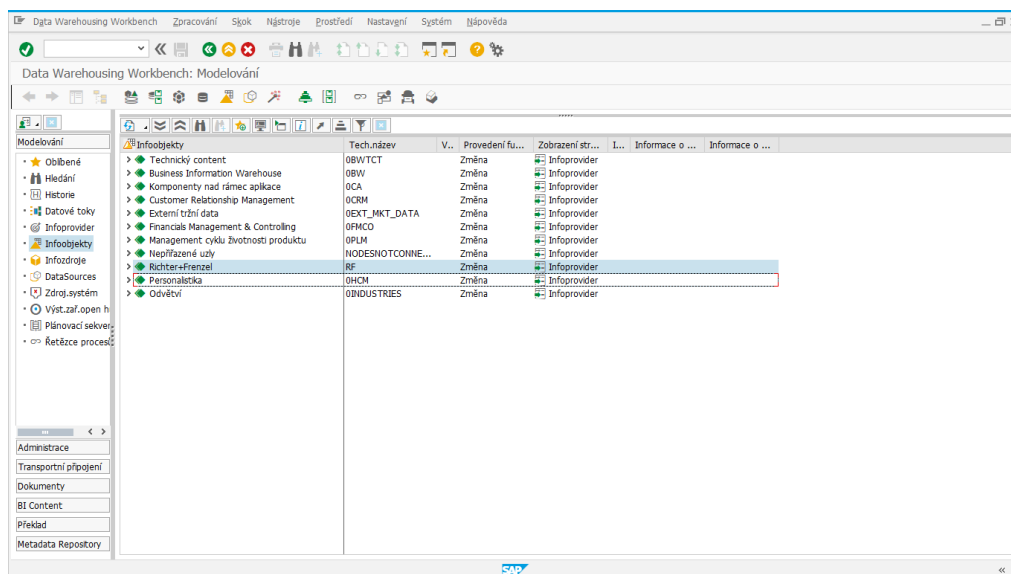 Data Warehousing Workbench Zpracování Skok Nástroje Prostředí Nastavení Systém Nápověda
Data Warehousing Workbench: Modelování
Modelování
Oblíbené
Hledání
Historie
Datové toky
Infoprovider
Infoobjekty
Infozdroje
DataSources
Zdroj.systém
Výst.zař.open h
Plánovací sekven
Řetězce procesů
Administrace
Transportní připojení
Dokumenty
BI Content
Překlad
Metadata Repository
Infoobjekty Tech.název V.. Provedení fu... Zobrazení str... I... Informace o ... Informace o ...
Technický content 0BWTCT Změna Infoprovider
Business Information Warehouse 0BW Změna Infoprovider
Komponenty nad rámec aplikace 0CA Změna Infoprovider
Customer Relationship Management 0CRM Změna Infoprovider
Externí tržní data 0EXT_MKT_DATA Změna Infoprovider
Financials Management & Controlling 0FMCO Změna Infoprovider
Management cyklu životnosti produktu 0PLM Změna Infoprovider
Nepřiřazené uzly NODESNOTCONNE... Změna Infoprovider
Richter+Frenzel RF Změna Infoprovider
Personalistika 0HCM Změna Infoprovider
Odvětví 0INDUSTRIES Změna Infoprovider
SAP